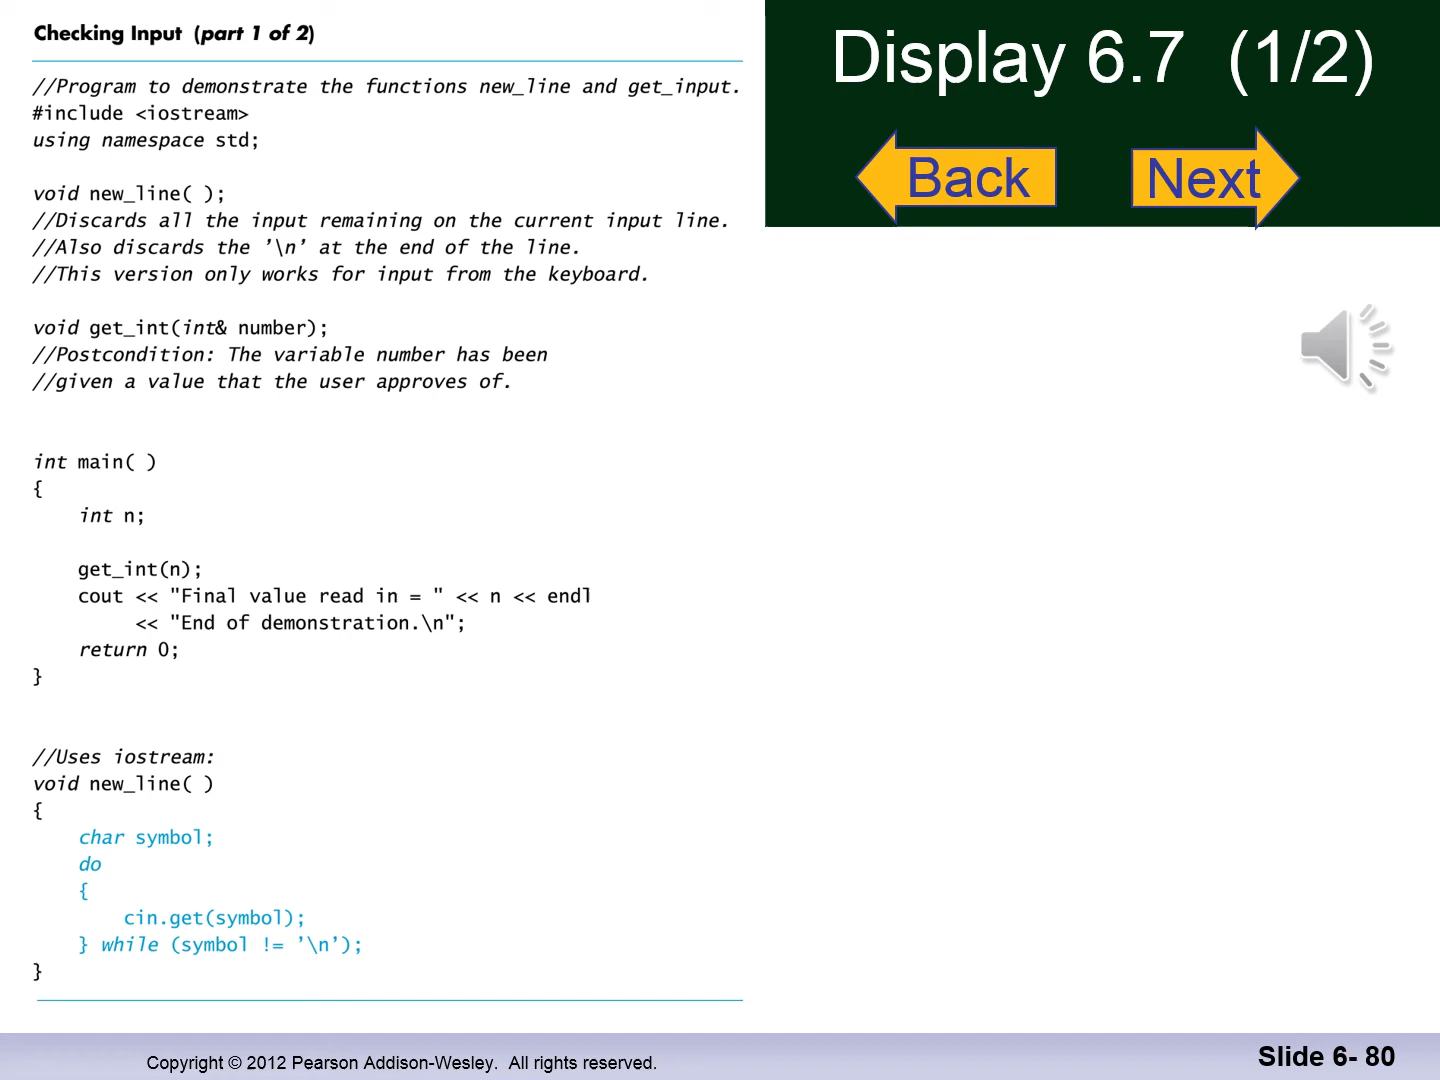 Checking Input (part 1 of 2)
//Program to demonstrate the functions new_line and get_input.
#include <iostream>
using namespace std;
void new_line( );
//Discards all the input remaining on the current input line.
//Also discards the ’\n’ at the end of the line.
//This version only works for input from the keyboard.
void get_int(int& number);
//Postcondition: The variable number has been
//given a value that the user approves of.
int main( )
{
    int n;
    get_int(n);
    cout << "Final value read in = " << n << endl
         << "End of demonstration.\n";
    return 0;
}
//Uses iostream:
void new_line( )
{
    char symbol;
    do
    {
        cin.get(symbol);
    } while (symbol != ’\n’);
}
Display 6.7 (1/2)
Back
Next
Copyright © 2012 Pearson Addison-Wesley. All rights reserved.
Slide 6- 80